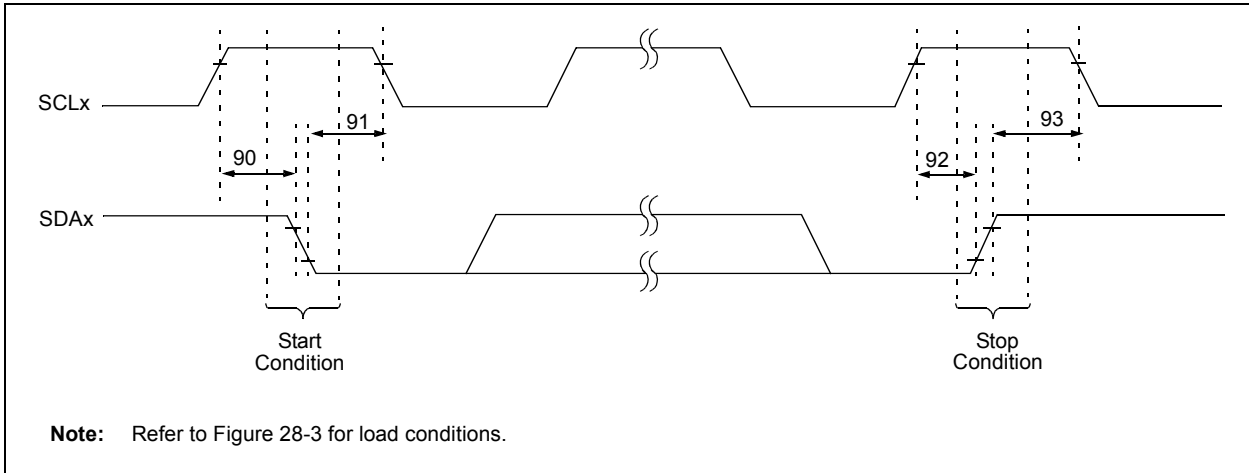 SCLx
91
93
90
92
SDAx
Start
Condition
Stop
Condition
Note: Refer to Figure 28-3 for load conditions.